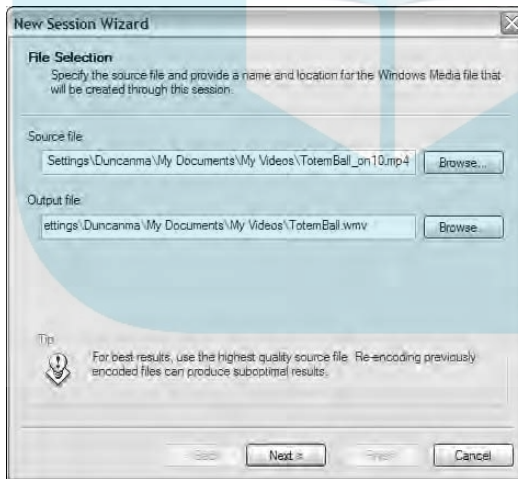 New Session Wizard
File Selection
Specify the source file and provide a name and location for the Windows Media file that
will be created through this session.
Source file:
Settings\Duncanma\My Documents\My Videos\TotemBall_on10.mp4
Browse...
Output file:
ettings\Duncanma\My Documents\My Videos\TotemBall.wmv
Browse...
Tip
For best results, use the highest quality source file. Re-encoding previously
encoded files can produce suboptimal results.
Back Next > Finish Cancel